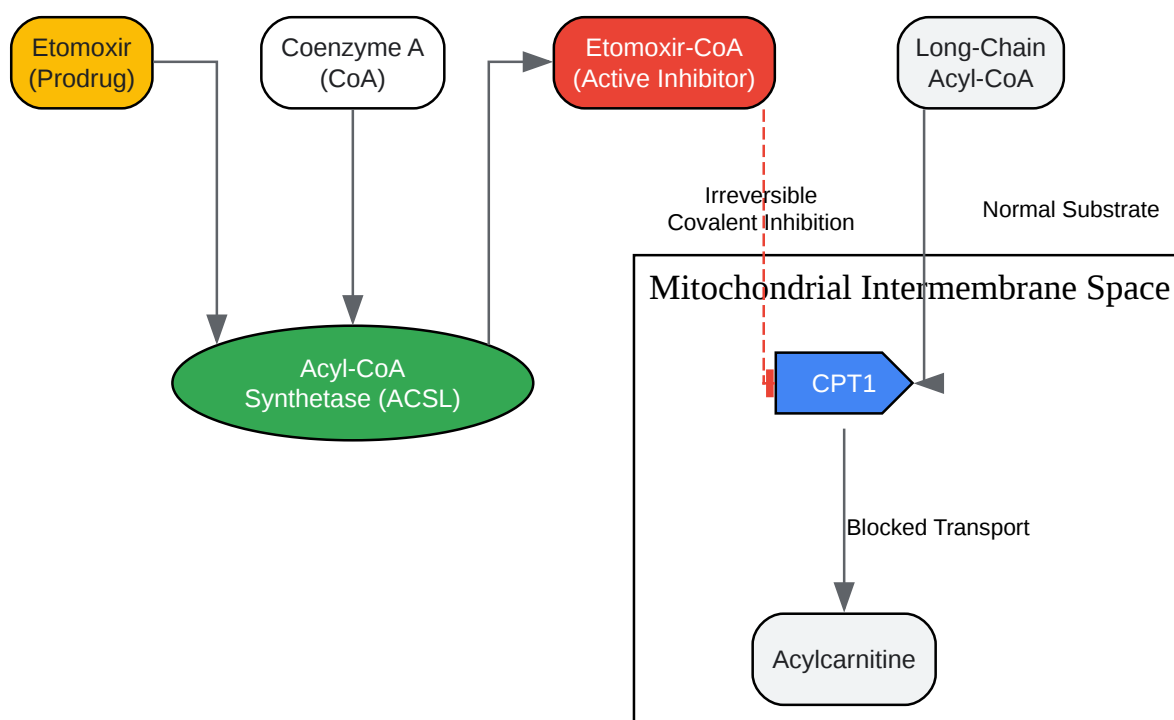 Etomoxir
(Prodrug)
Coenzyme A
(CoA)
Etomoxir-CoA
(Active Inhibitor)
Long-Chain
Acyl-CoA
Irreversible
Covalent Inhibition
Normal Substrate
Mitochondrial Intermembrane Space
Acyl-CoA
Synthetase (ACSL)
CPT1
Blocked Transport
Acylcarnitine